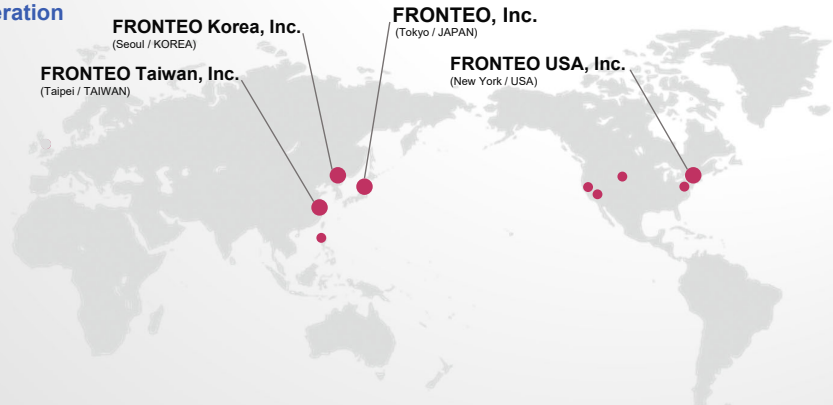 eration
FRONTEO Korea, Inc.
(Seoul / KOREA)
FRONTEO, Inc.
(Tokyo / JAPAN)
FRONTEO Taiwan, Inc.
(Taipei / TAIWAN)
FRONTEO USA, Inc.
(New York / USA)